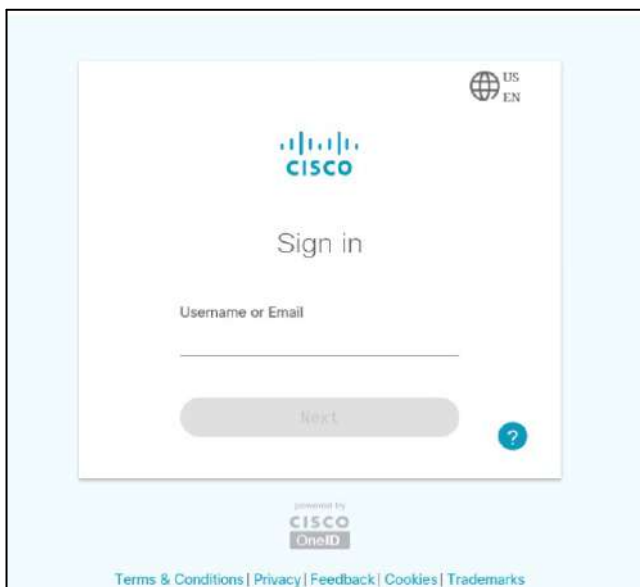 US
EN
CISCO
Sign in
Username or Email
Next
?
powered by
CISCO
OneID
Terms & Conditions | Privacy | Feedback | Cookies | Trademarks